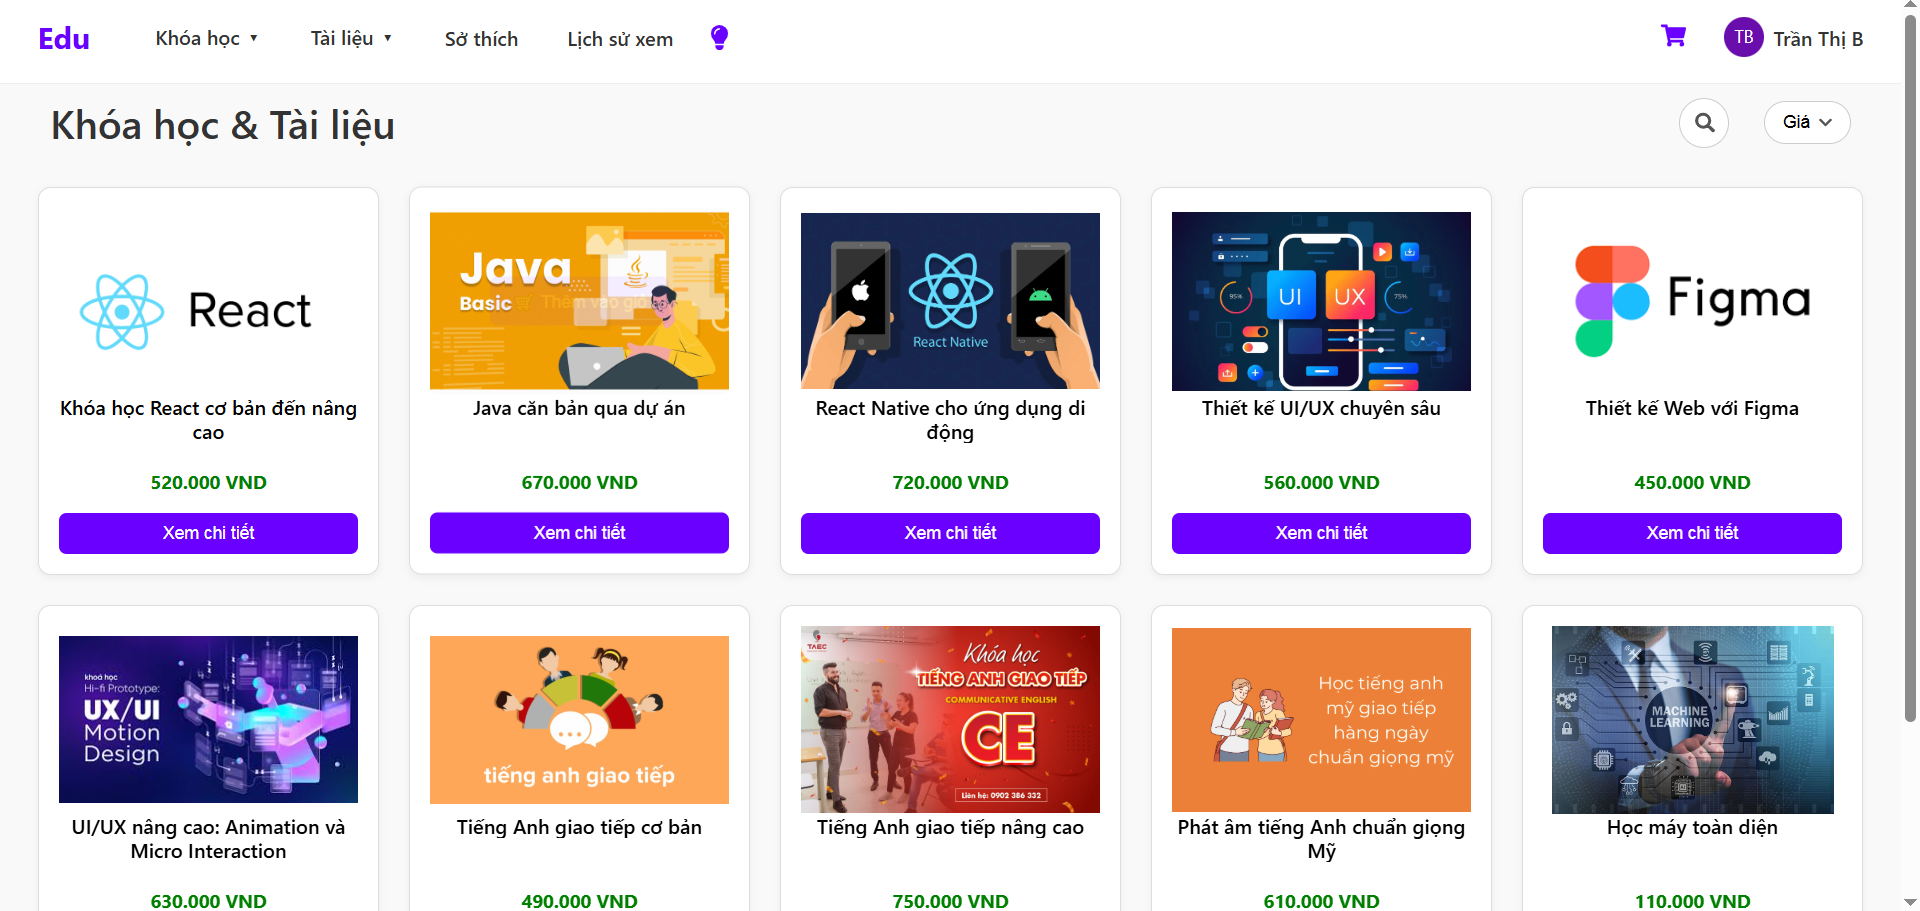 Edu
Khóa học ▼
Tài liệu ▼
Sở thích
Lịch sử xem
TB
Trần Thị B
Khóa học & Tài liệu
Giá
React
Khóa học React cơ bản đến nâng
cao
520.000 VND
Xem chi tiết
Java
Basic
Thêm vào giỏ
Java căn bản qua dự án
670.000 VND
Xem chi tiết
React Native
React Native cho ứng dụng di
động
720.000 VND
Xem chi tiết
95%
UI
UX
75%
Thiết kế UI/UX chuyên sâu
560.000 VND
Xem chi tiết
Figma
Thiết kế Web với Figma
450.000 VND
Xem chi tiết
khoá học
Hi-fi Prototype:
UX/UI
Motion
Design
UI/UX nâng cao: Animation và
Micro Interaction
630.000 VND
tiếng anh giao tiếp
Tiếng Anh giao tiếp cơ bản
490.000 VND
TAEC
Khóa học
TIẾNG ANH GIAO TIẾP
COMMUNICATIVE ENGLISH
CE
Liên hệ: 0902 386 332
Tiếng Anh giao tiếp nâng cao
750.000 VND
Học tiếng anh
mỹ giao tiếp
hàng ngày
chuẩn giọng mỹ
Phát âm tiếng Anh chuẩn giọng
Mỹ
610.000 VND
MACHINE
LEARNING
Học máy toàn diện
110.000 VND